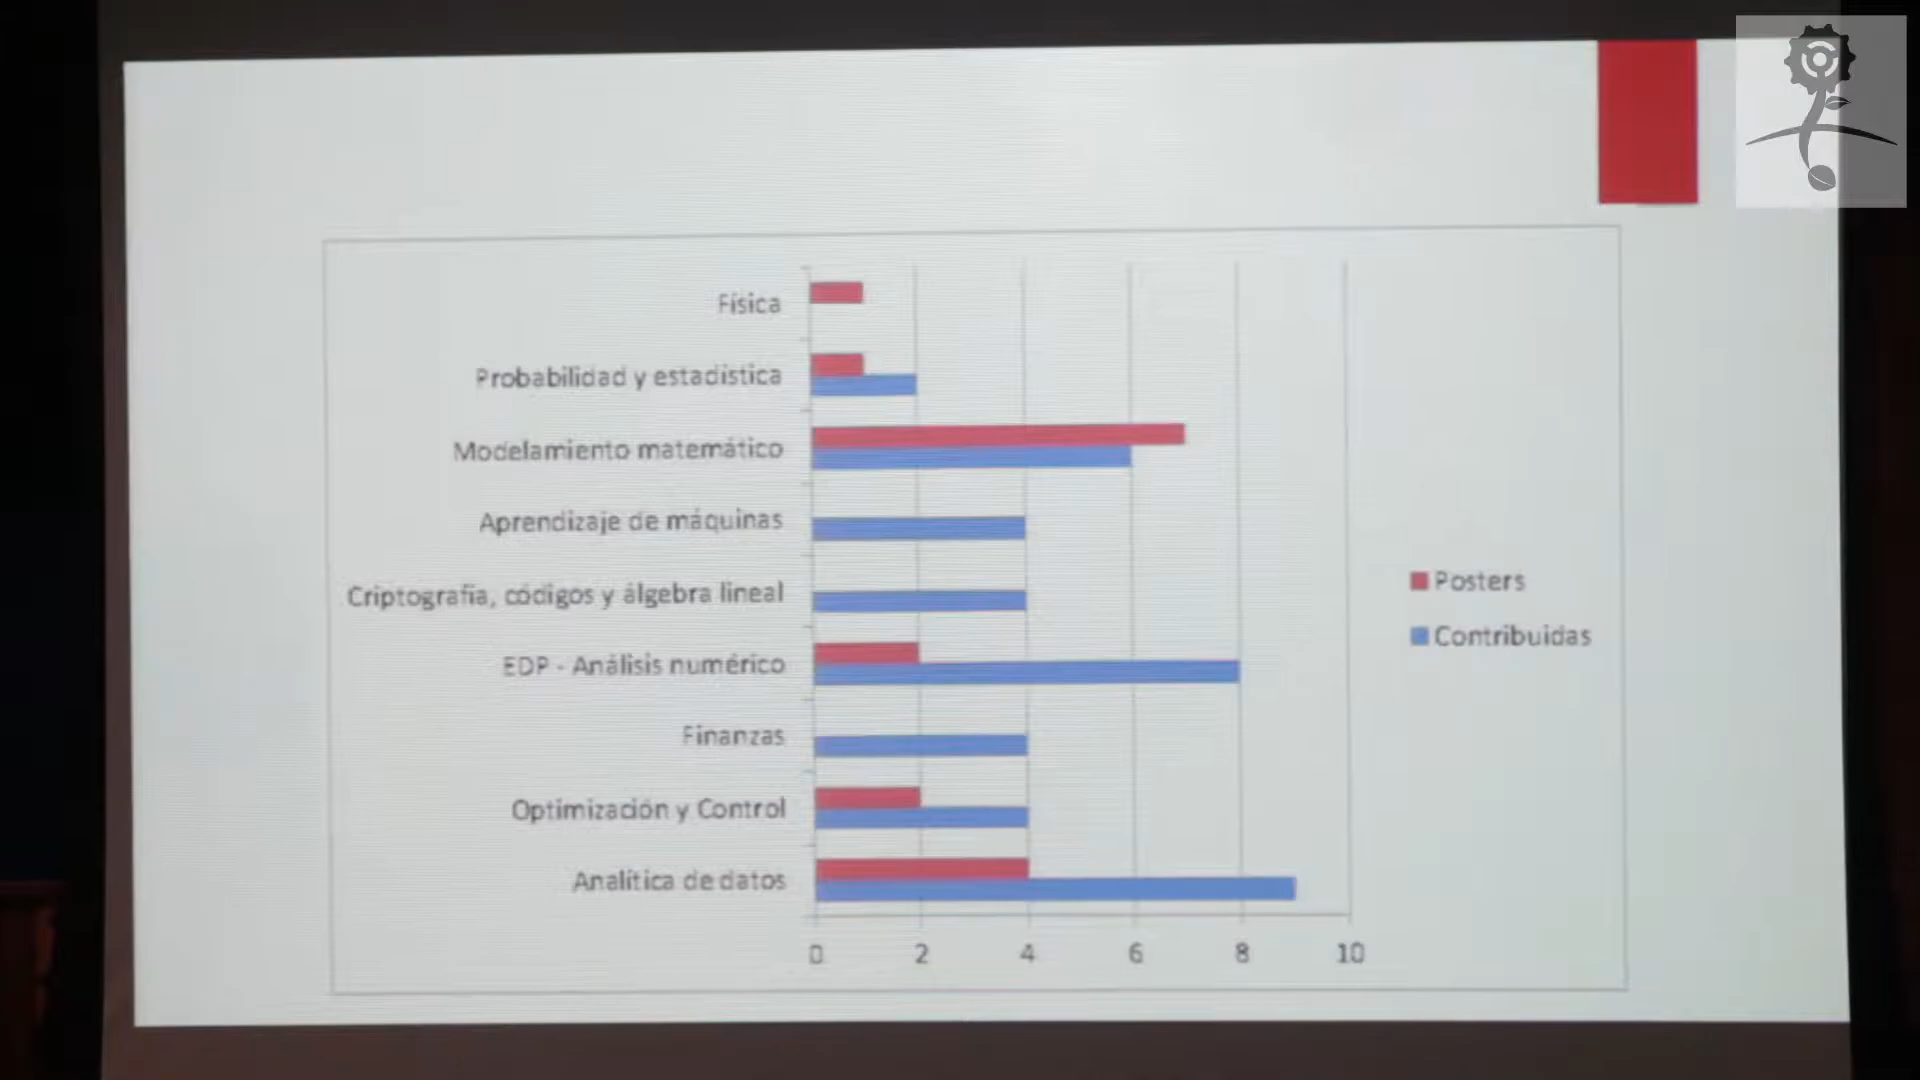 Física
Probabilidad y estadística
Modelamiento matemático
Aprendizaje de máquinas
Criptografía, códigos y álgebra lineal
EDP - Análisis numérico
Finanzas
Optimización y Control
Analítica de datos
0 2 4 6 8 10
Posters
Contribuidas